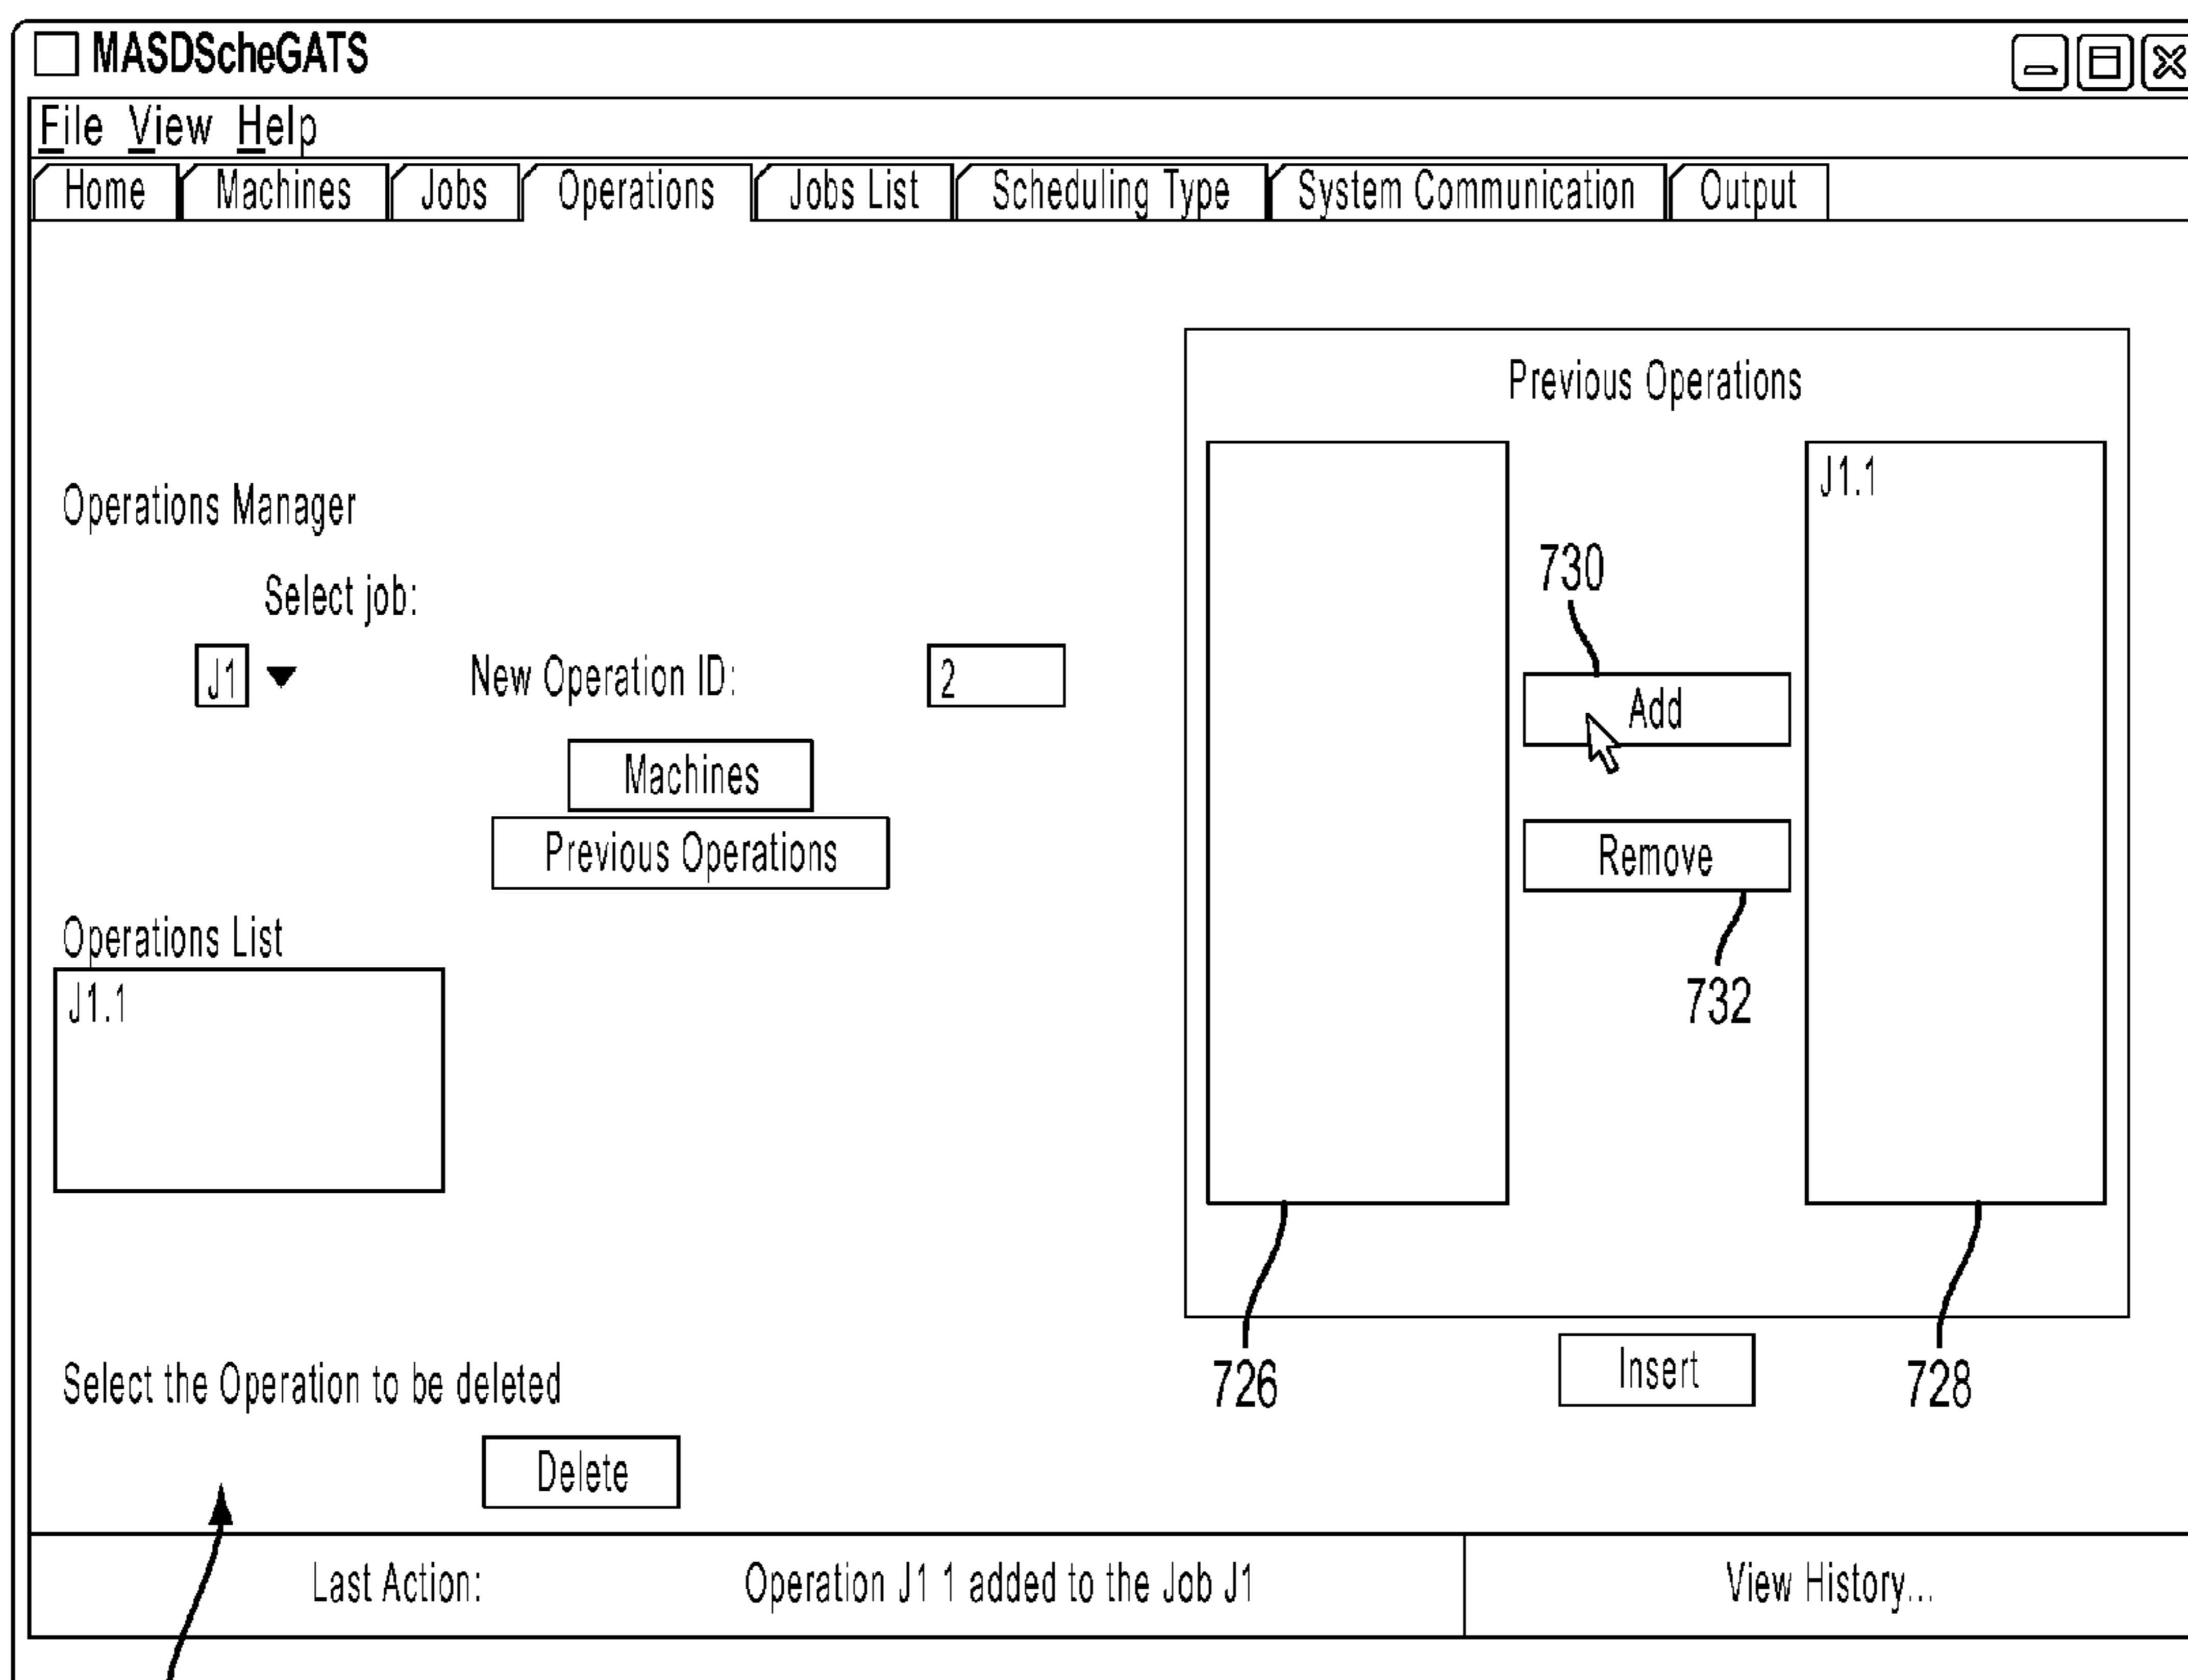 MASDScheGATS
File View Help
Home Machines Jobs Operations Jobs List Scheduling Type System Communication Output
Previous Operations
J1.1
Operations Manager
730
Select job:
J1 New Operation ID: 2
Add
Machines
Previous Operations
Remove
Operations List
J1.1
732
Insert
726
728
Select the Operation to be deleted
Delete
Last Action: Operation J1 1 added to the Job J1 View History...